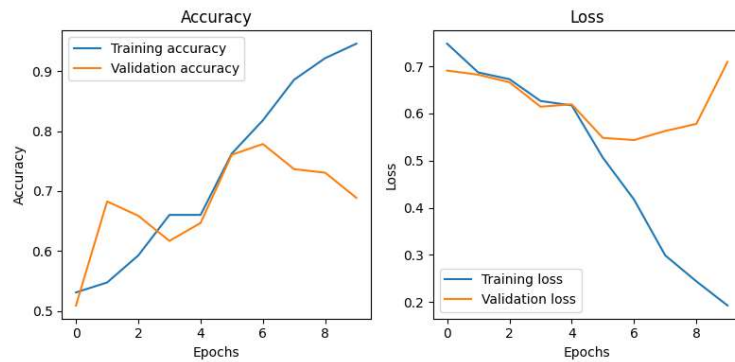 Accuracy
Training accuracy
Validation accuracy
0.9
0.8
0.7
0.6
0.5
Accuracy
0 2 4 6 8
Epochs
Loss
0.7
0.6
0.5
0.4
0.3
0.2
Loss
Training loss
Validation loss
0 2 4 6 8
Epochs